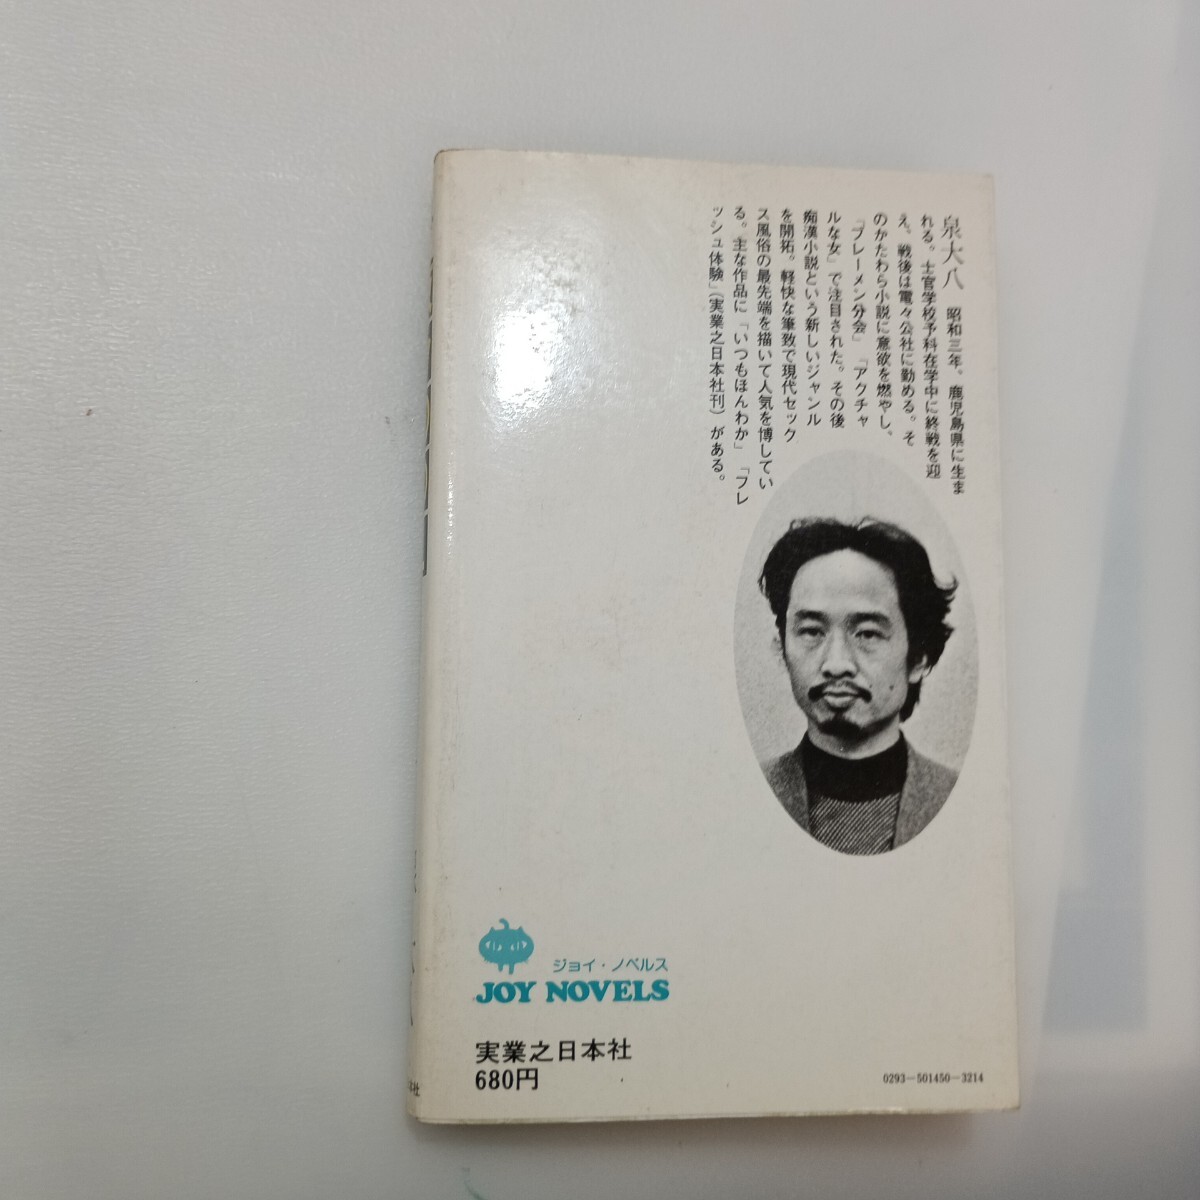 泉大八　昭和三年。鹿児島県に生ま
れる。士官学校予科在学中に終戦を迎
え。戦後は電々公社に勤める。そ
のかたわら小説に意欲を燃やし。
「ブレーメン分会」「アクチャ
ルな女」で注目された。その後
痴漢小説という新しいジャンル
を開拓。軽快な筆致で現代セック
ス風俗の最先端を描いて人気を博してい
る。主な作品に「いつもほんわか」「フレ
ッシュ体験」（実業之日本社刊）がある。
ジョイ・ノベルス
JOY NOVELS
実業之日本社
680円
0293-501450-3214